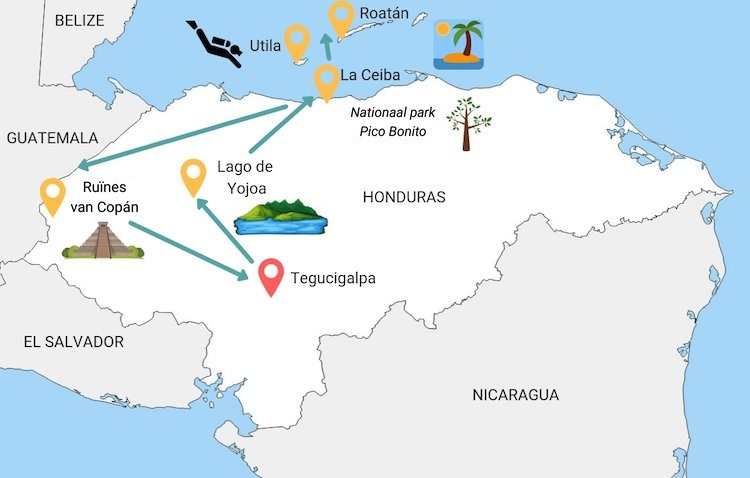 BELIZE
Roatán
Utila
La Ceiba
Nationaal park
Pico Bonito
GUATEMALA
Lago de
Yojoa
Ruïnes
van Copán
HONDURAS
Tegucigalpa
EL SALVADOR
NICARAGUA